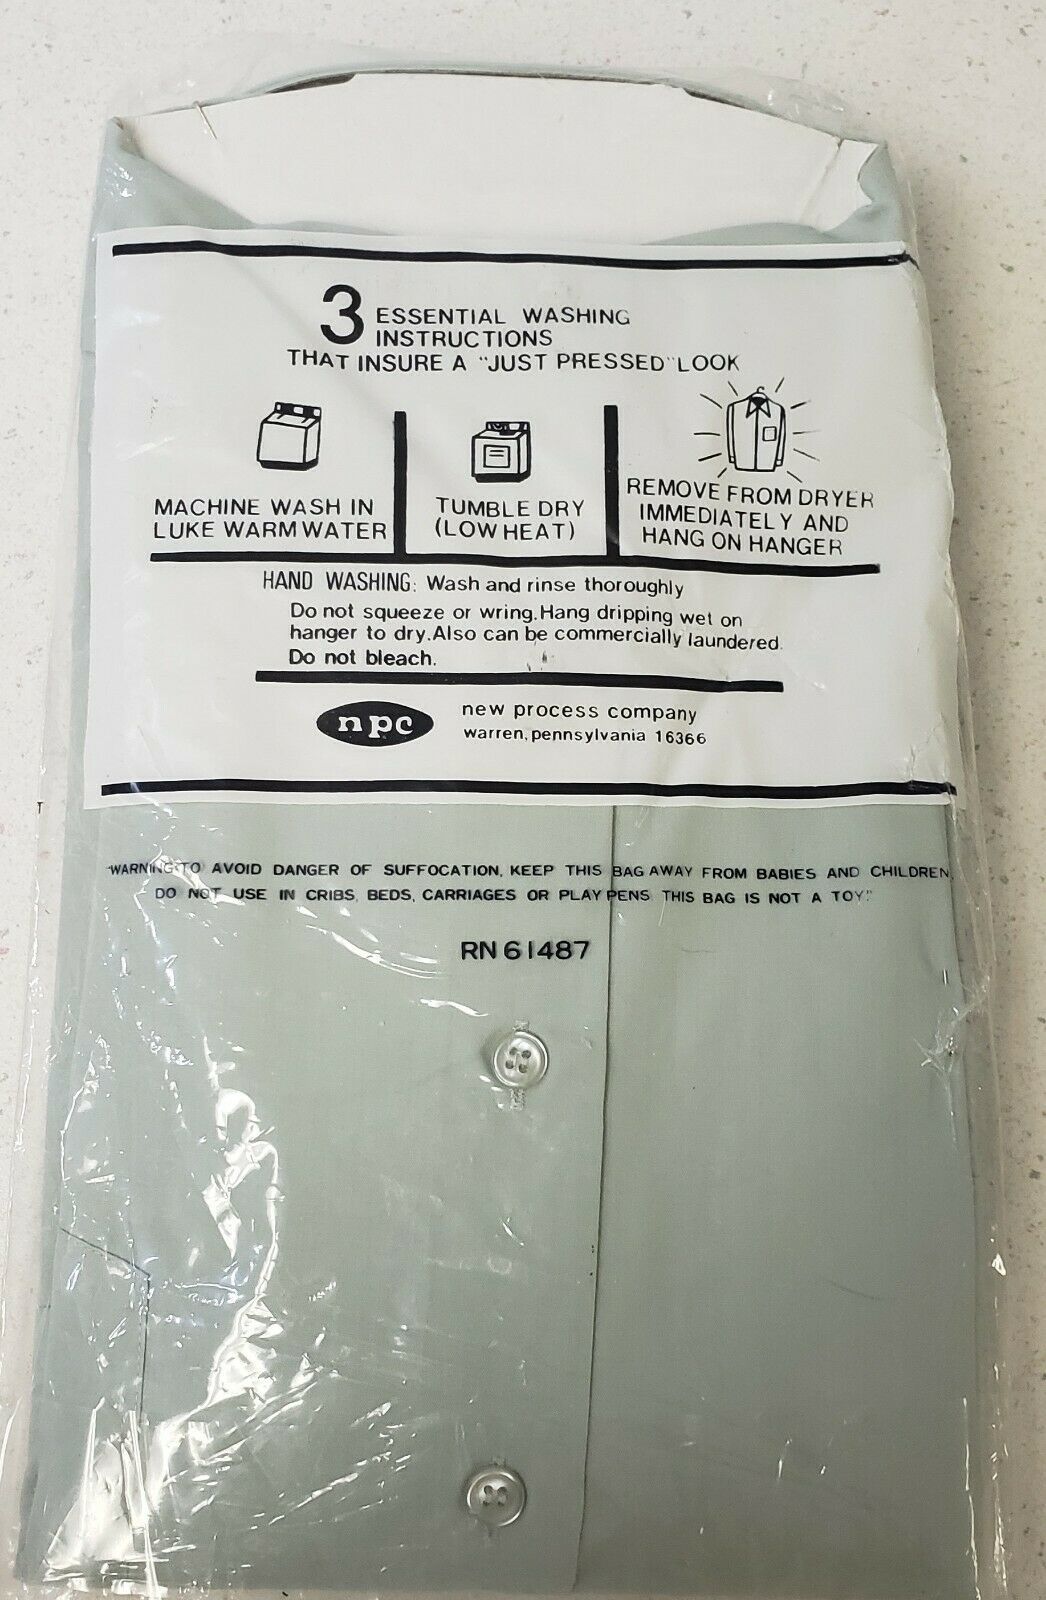 3 ESSENTIAL WASHING
INSTRUCTIONS
THAT INSURE A "JUST PRESSED" LOOK
MACHINE WASH IN
LUKE WARM WATER
TUMBLE DRY
(LOW HEAT)
REMOVE FROM DRYER
IMMEDIATELY AND
HANG ON HANGER
HAND WASHING: Wash and rinse thoroughly
Do not squeeze or wring. Hang dripping wet on
hanger to dry. Also can be commercially laundered.
Do not bleach.
npc
new process company
warren, pennsylvania 16366
"WARNING: TO AVOID DANGER OF SUFFOCATION, KEEP THIS BAG AWAY FROM BABIES AND CHILDREN.
DO NOT USE IN CRIBS, BEDS, CARRIAGES OR PLAY PENS. THIS BAG IS NOT A TOY."
RN 61487